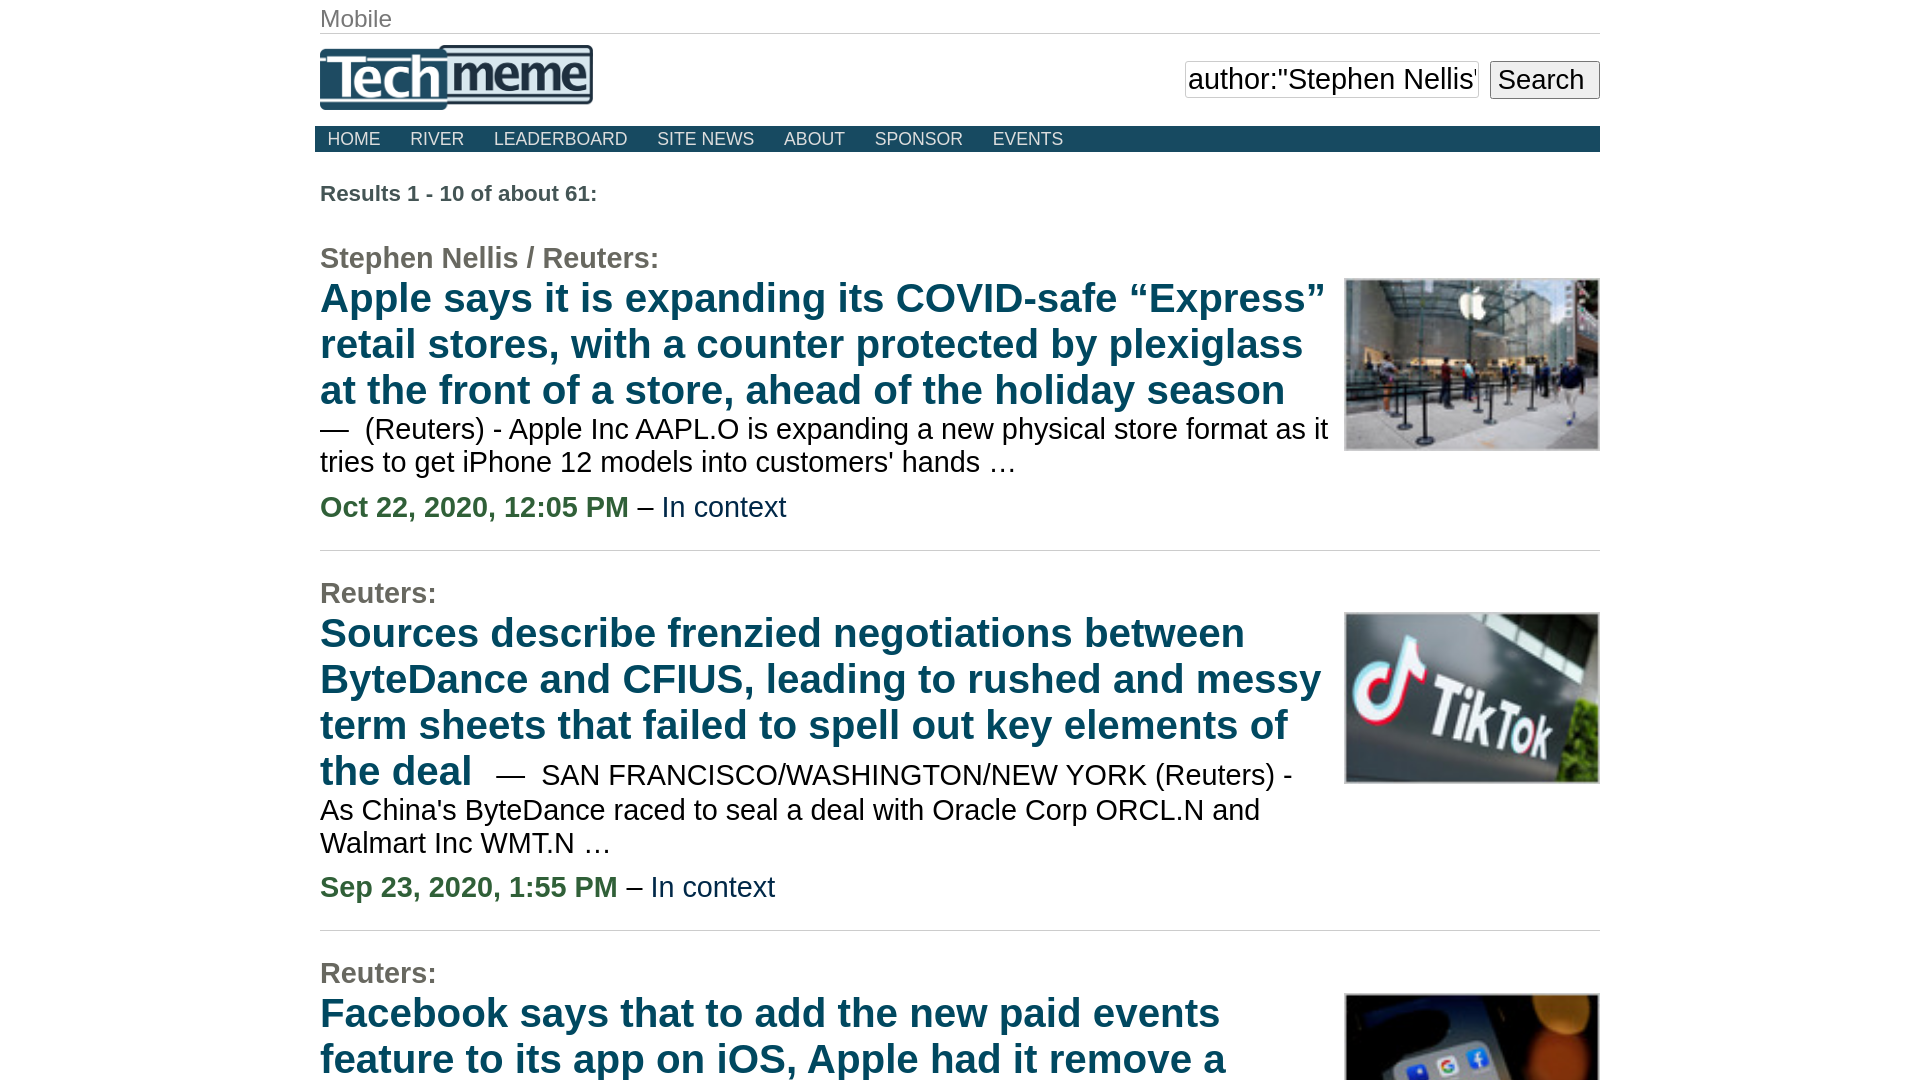 Mobile
Techmeme
author:"Stephen Nellis"
Search
HOME RIVER LEADERBOARD SITE NEWS ABOUT SPONSOR EVENTS
Results 1 - 10 of about 61:
Stephen Nellis / Reuters:
Apple says it is expanding its COVID-safe “Express”
retail stores, with a counter protected by plexiglass
at the front of a store, ahead of the holiday season
— (Reuters) - Apple Inc AAPL.O is expanding a new physical store format as it
tries to get iPhone 12 models into customers' hands …
Oct 22, 2020, 12:05 PM – In context
Reuters:
Sources describe frenzied negotiations between
ByteDance and CFIUS, leading to rushed and messy
term sheets that failed to spell out key elements of
the deal — SAN FRANCISCO/WASHINGTON/NEW YORK (Reuters) -
As China's ByteDance raced to seal a deal with Oracle Corp ORCL.N and
Walmart Inc WMT.N …
TikTok
Sep 23, 2020, 1:55 PM – In context
Reuters:
Facebook says that to add the new paid events
feature to its app on iOS, Apple had it remove a